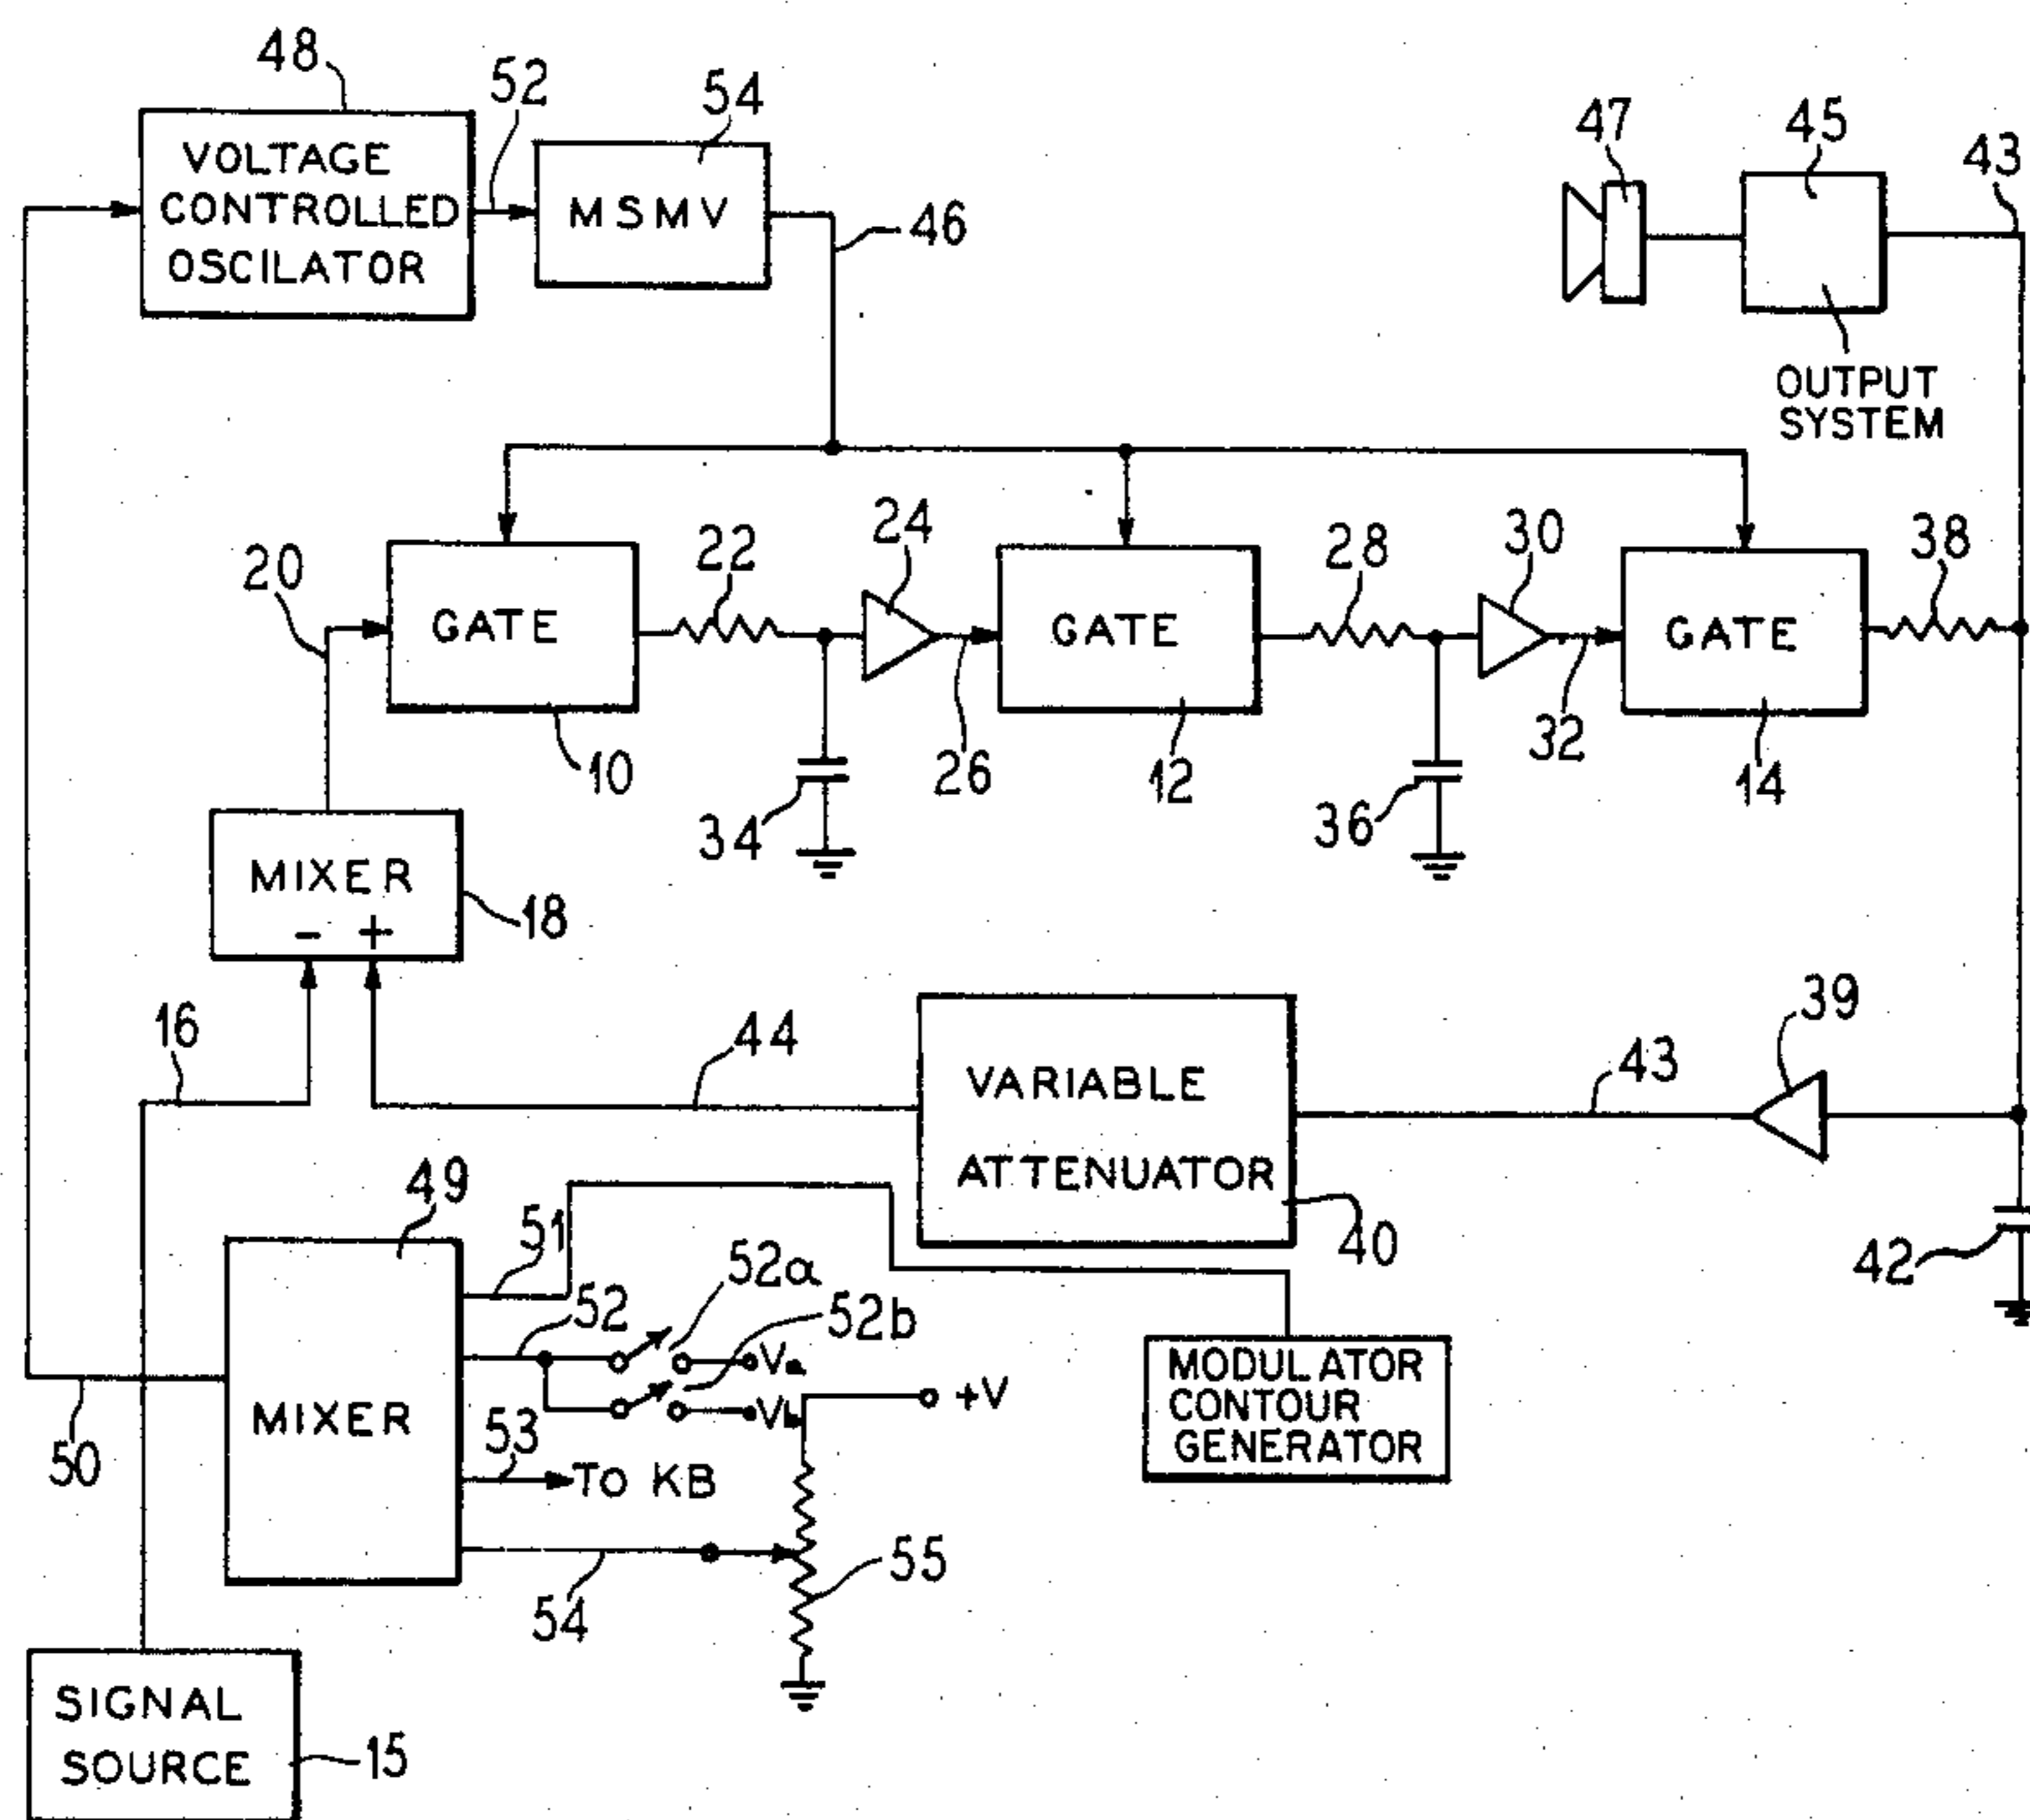 48
52
54
47
45
43
VOLTAGE
CONTROLLED
OSCILATOR
MSMV
46
OUTPUT
SYSTEM
20
22
24
28
30
38
GATE
GATE
GATE
10
34
26
12
36
32
14
MIXER
- +
18
16
44
39
43
VARIABLE
ATTENUATOR
40
42
49
51
52
52a
52b
Va
Vb
+V
MIXER
53
TO KB
50
54
55
MODULATOR
CONTOUR
GENERATOR
SIGNAL
SOURCE
15